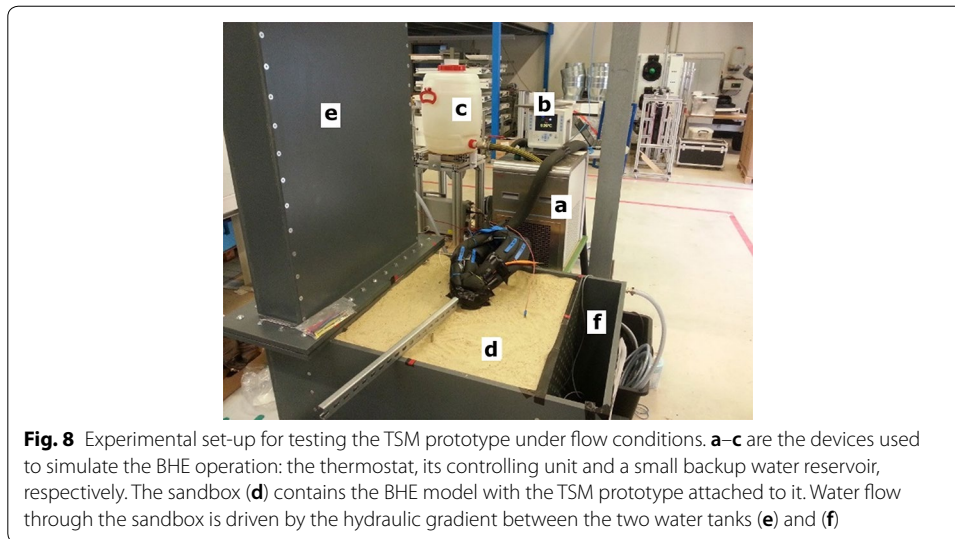 e
c
b
a
f
d
Fig. 8 Experimental set-up for testing the TSM prototype under flow conditions. a–c are the devices used
to simulate the BHE operation: the thermostat, its controlling unit and a small backup water reservoir,
respectively. The sandbox (d) contains the BHE model with the TSM prototype attached to it. Water flow
through the sandbox is driven by the hydraulic gradient between the two water tanks (e) and (f)